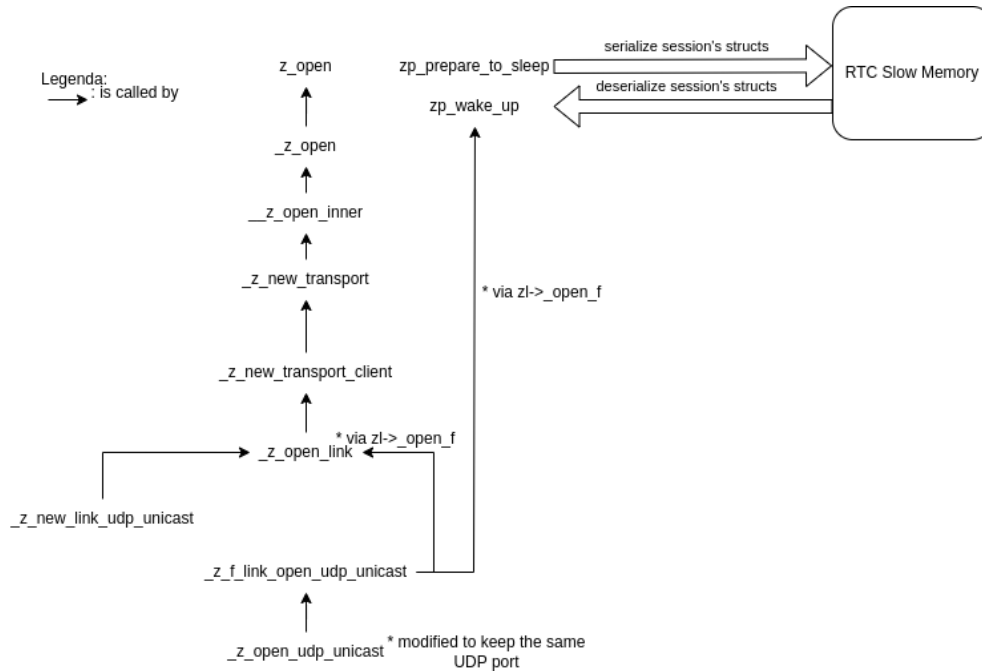 z_open
zp_prepare_to_sleep
serialize session's structs
RTC Slow Memory
Legenda:
: is called by
deserialize session's structs
zp_wake_up
_z_open
__z_open_inner
_z_new_transport
* via zl->_open_f
_z_new_transport_client
* via zl->_open_f
_z_open_link
_z_new_link_udp_unicast
_z_f_link_open_udp_unicast
_z_open_udp_unicast
* modified to keep the same
UDP port